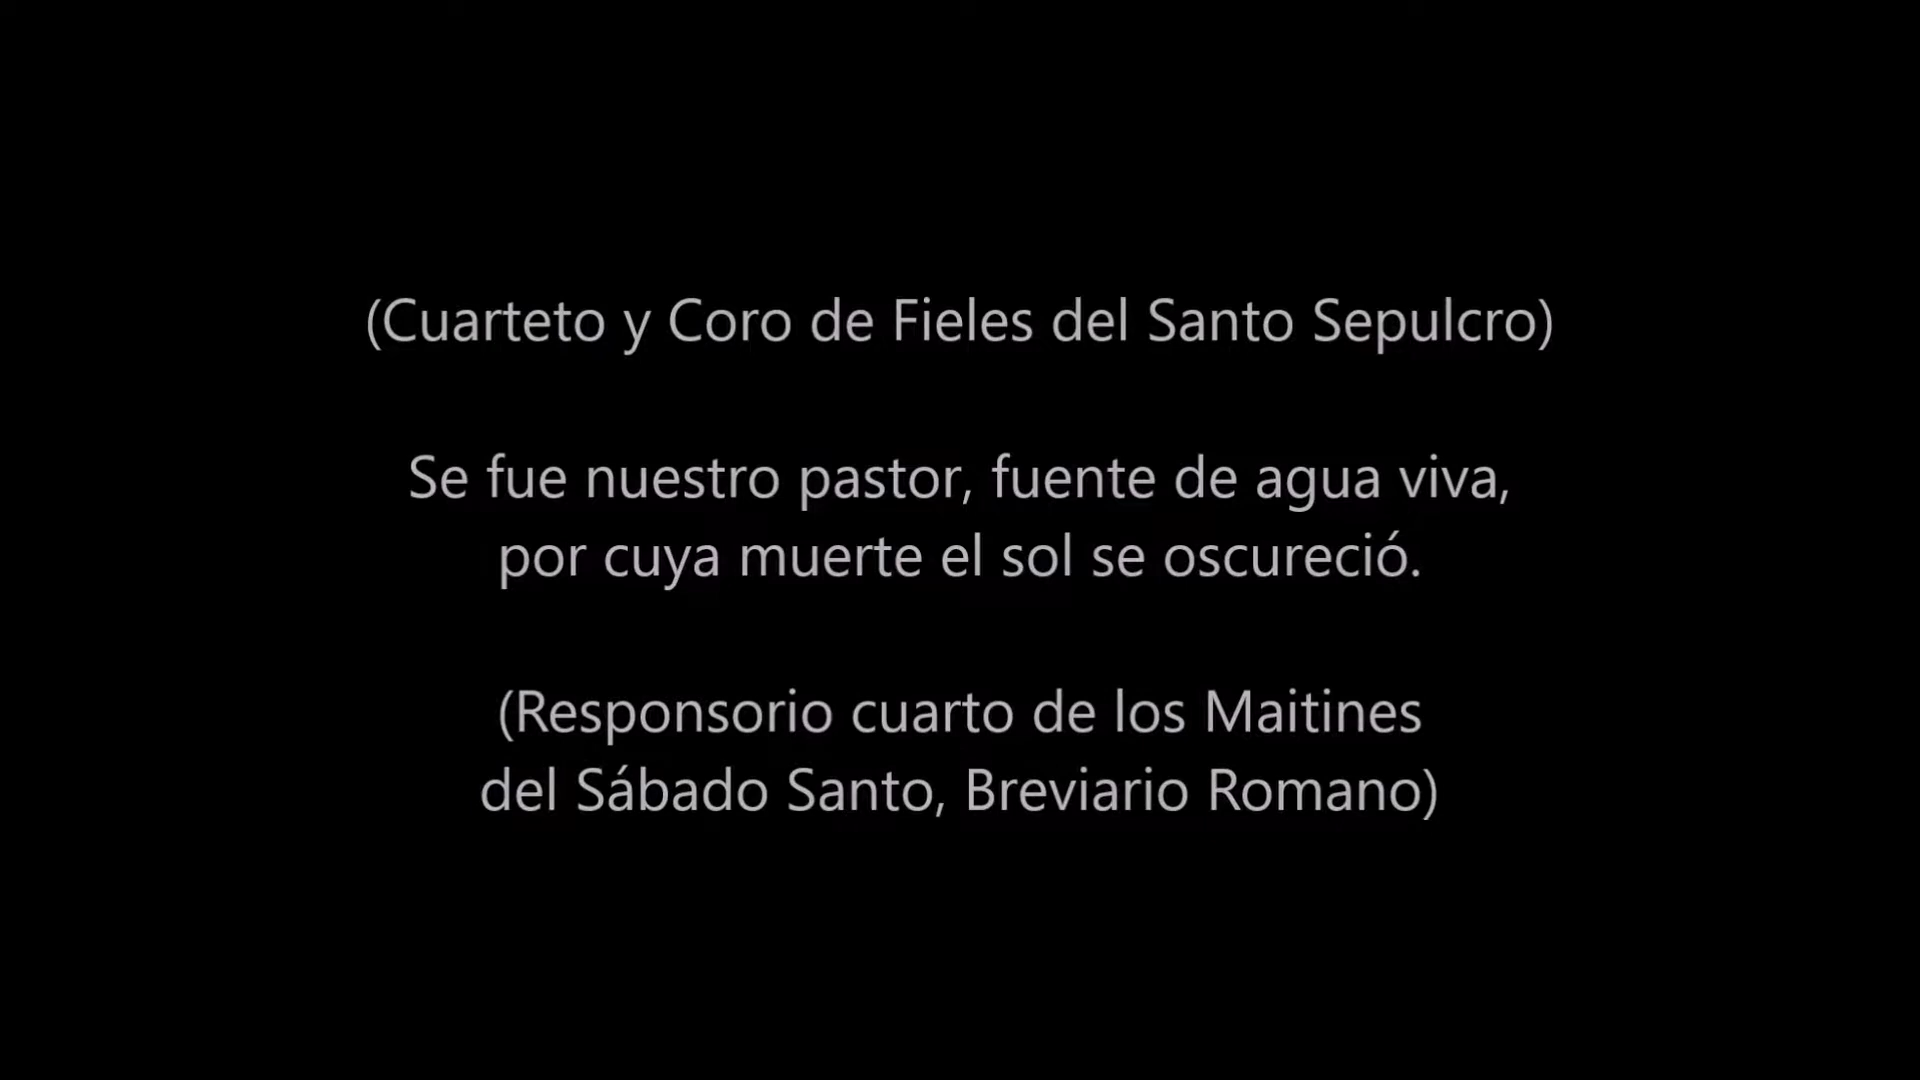 (Cuarteto y Coro de Fieles del Santo Sepulcro)
Se fue nuestro pastor, fuente de agua viva,
por cuya muerte el sol se oscureció.
(Responsorio cuarto de los Maitines
del Sábado Santo, Breviario Romano)